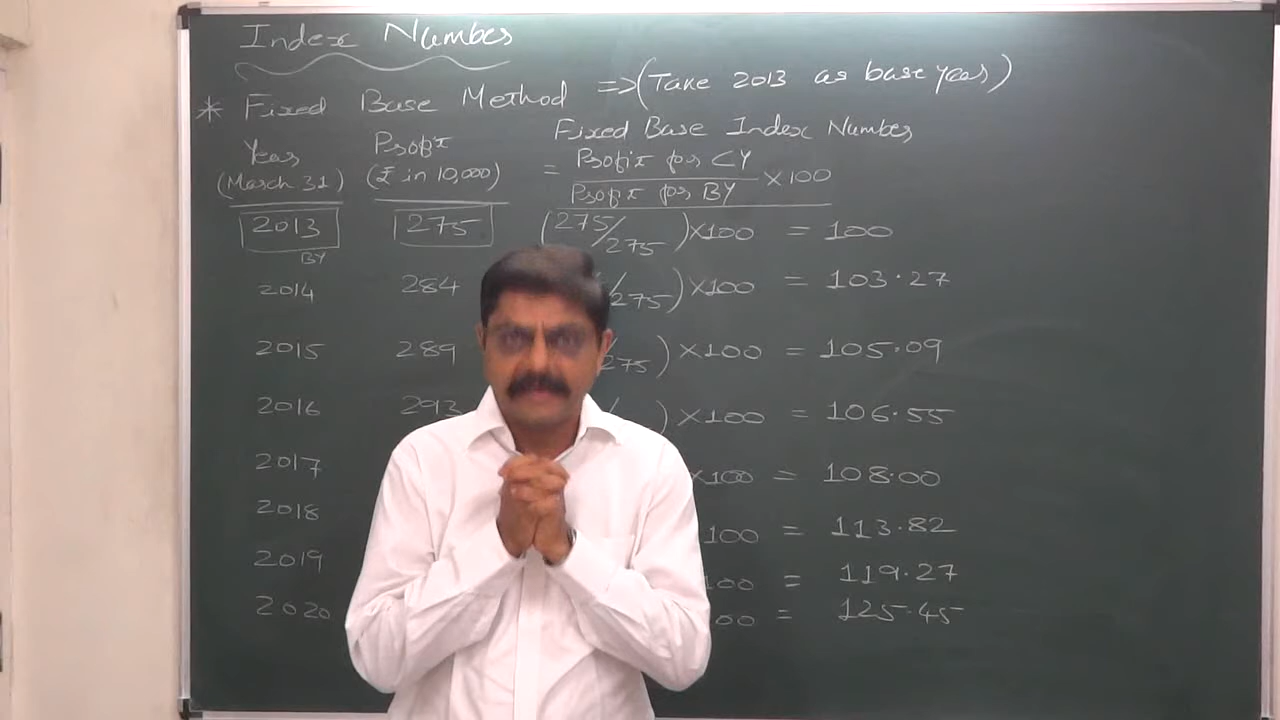 Index Number
* Fixed Base Method => (Take 2013 as base year)
Year (March 31) Profit (₹ in 10,000) Fixed Base Index Number = Profit for CY / Profit for BY ×100
2013 BY 275 (275/275)×100 = 100
2014 284 /275)×100 = 103.27
2015 289 275)×100 = 105.09
2016 293 / )×100 = 106.55
2017 ×100 = 108.00
2018 100 = 113.82
2019 100 = 119.27
2020 00 = 125.45